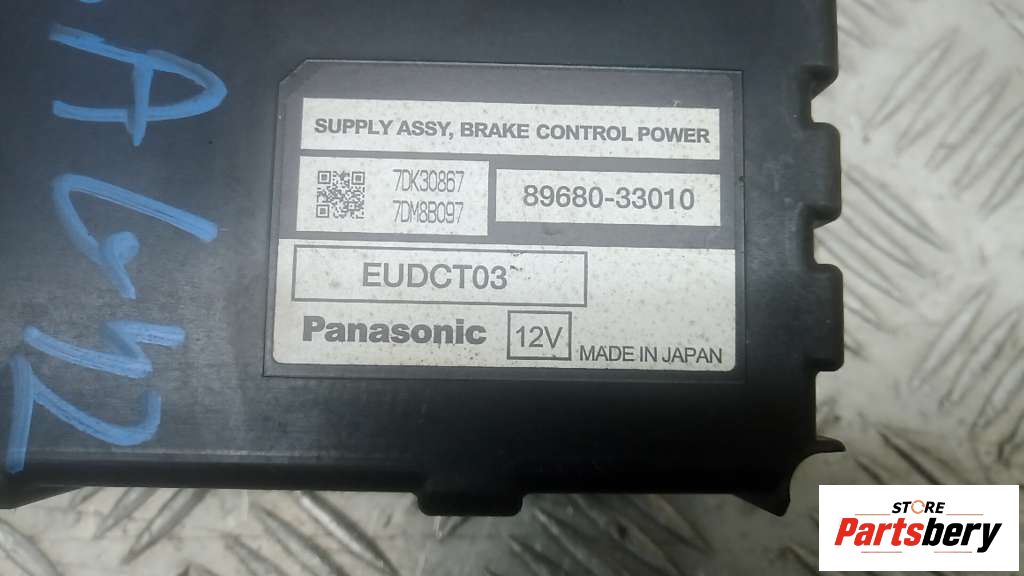 SUPPLY ASSY, BRAKE CONTROL POWER
7DK30867
7DM8B097
89680-33010
EUDCT03
Panasonic
12V
MADE IN JAPAN
STORE
Partsbery